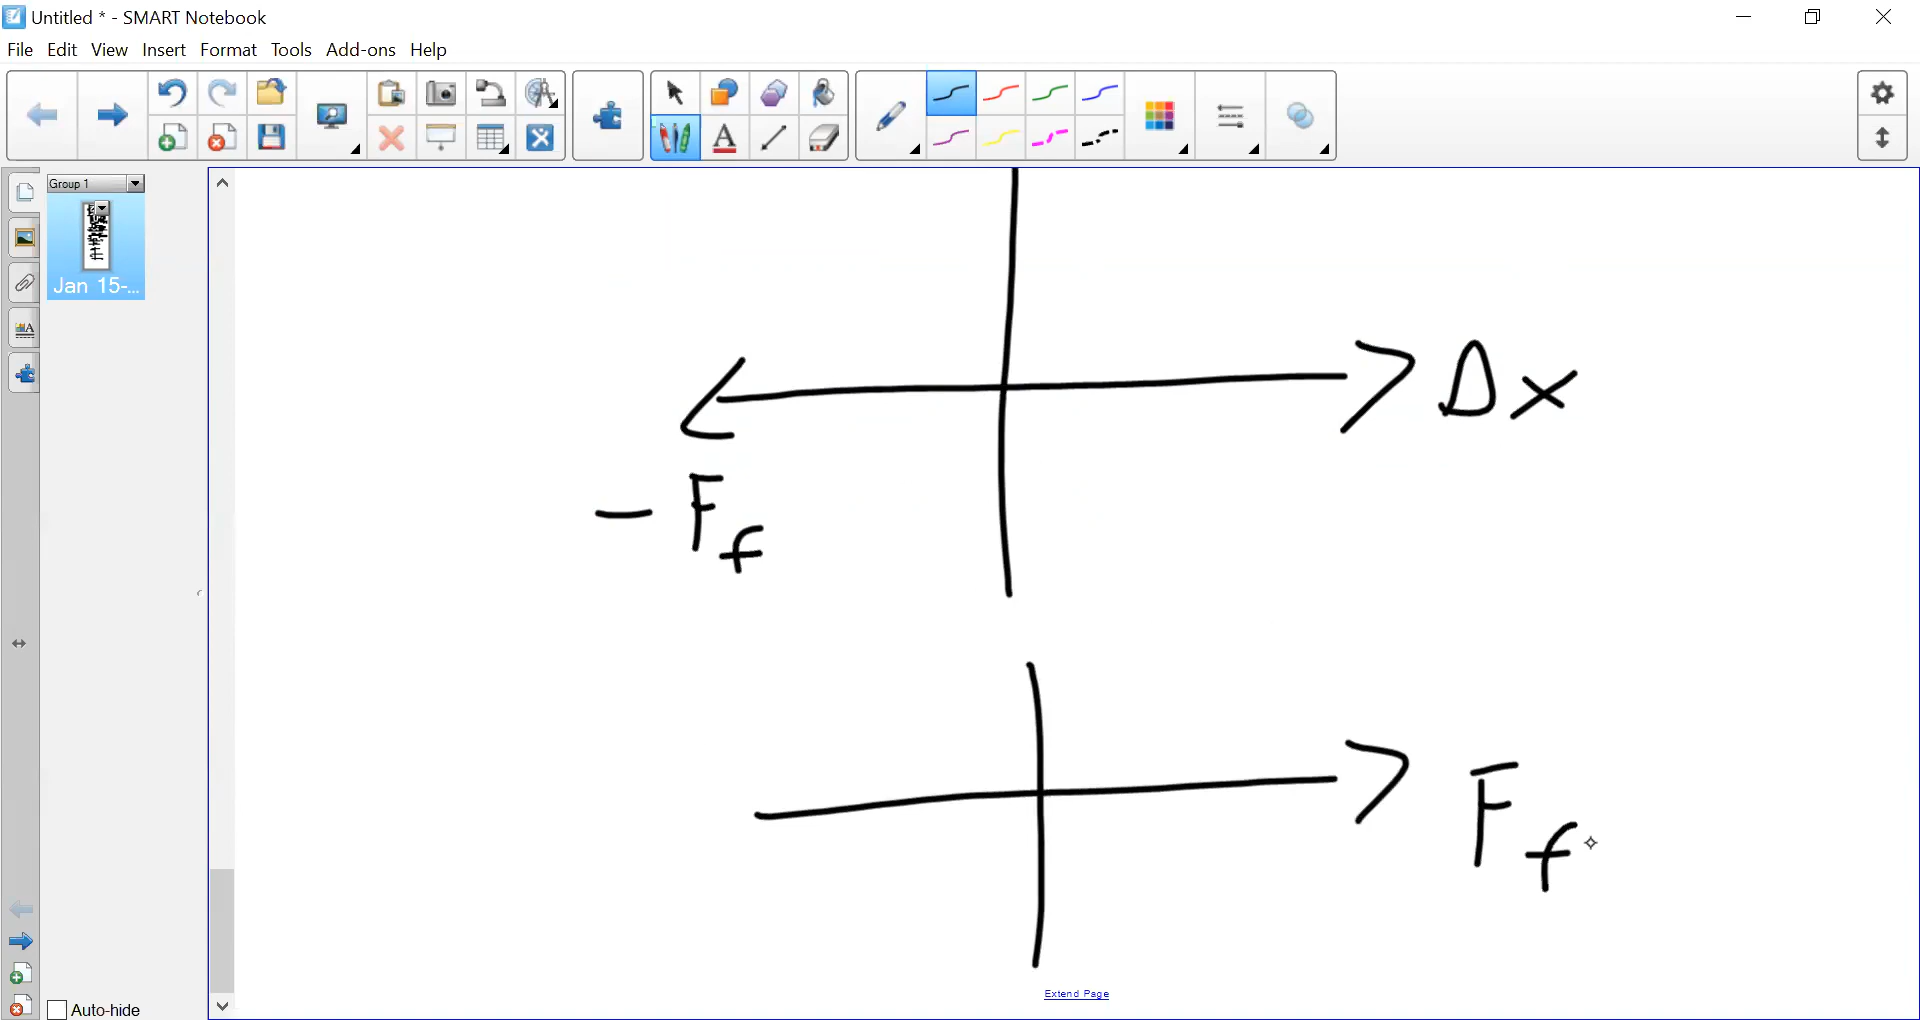 Untitled * - SMART Notebook
File Edit View Insert Format Tools Add-ons Help
Group 1
Jan 15-...
Δx
- Ff
Ff
Extend Page
Auto-hide